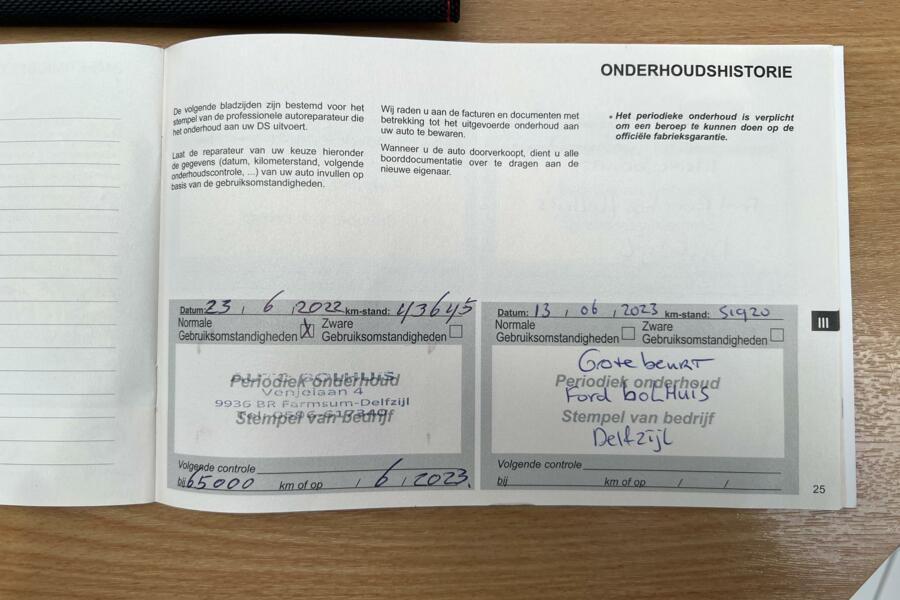 ONDERHOUDSHISTORIE
De volgende bladzijden zijn bestemd voor het
stempel van de professionele autoreparateur die
het onderhoud aan uw DS uitvoert.
Laat de reparateur van uw keuze hieronder
de gegevens (datum, kilometerstand, volgende
onderhoudscontrole, ...) van uw auto invullen op
basis van de gebruiksomstandigheden.
Wij raden u aan de facturen en documenten met
betrekking tot het uitgevoerde onderhoud aan
uw auto te bewaren.
Wanneer u de auto doorverkoopt, dient u alle
boorddocumentatie over te dragen aan de
nieuwe eigenaar.
• Het periodieke onderhoud is verplicht
om een beroep te kunnen doen op de
officiële fabrieksgarantie.
Datum: 23 / 6 / 2022 km-stand: 43645
Normale
Gebruiksomstandigheden X
Zware
Gebruiksomstandigheden
Periodiek onderhoud
Venjelaan 4
9936 BR Farmsum-Delfzijl
Stempel van bedrijf
Volgende controle
bij 65000 km of op / 6 / 2023.
Datum: 13 / 06 / 2023 km-stand: 51920
Normale
Gebruiksomstandigheden
Zware
Gebruiksomstandigheden
Grote beurt
Periodiek onderhoud
Ford bolHuis
Stempel van bedrijf
Delfzijl
Volgende controle
bij km of op / /
III
25